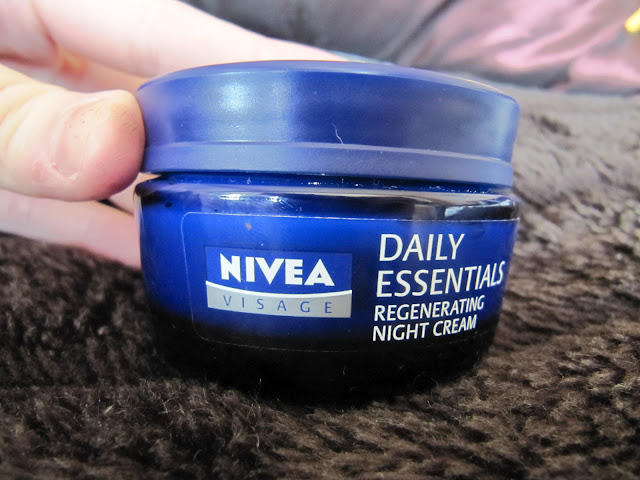 NIVEA
VISAGE
DAILY
ESSENTIALS
REGENERATING
NIGHT CREAM